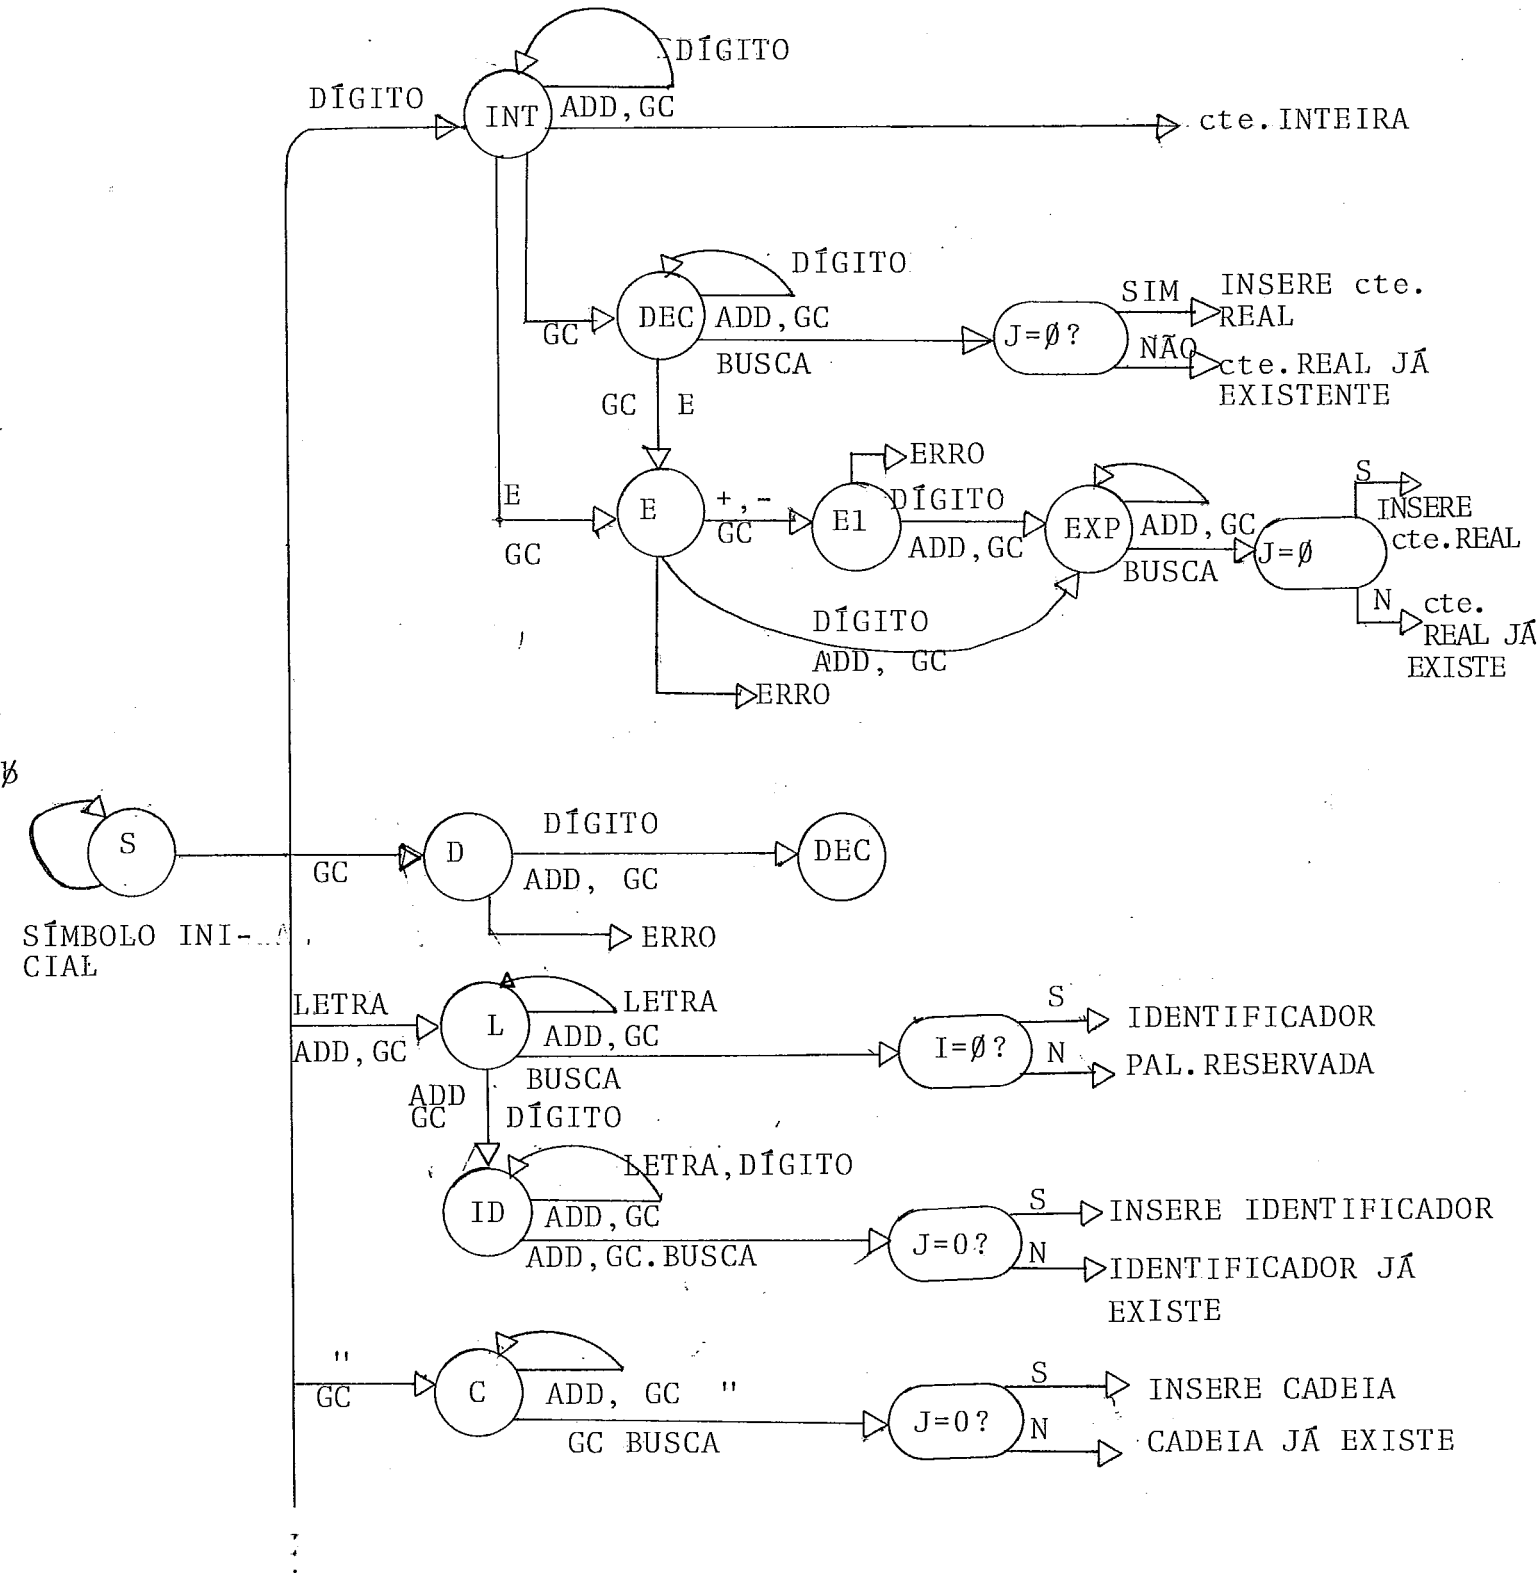 DÍGITO
DÍGITO
INT
ADD,GC
cte.INTEIRA
DÍGITO
DEC
ADD,GC
GC
BUSCA
J=Ø?
SIM
INSERE cte.
REAL
NÃO
cte.REAL JÁ
EXISTENTE
GC E
E
GC
E
+,-
GC
E1
ERRO
DÍGITO
ADD,GC
EXP
ADD,GC
BUSCA
J=Ø
S
INSERE
cte.REAL
N
cte.
REAL JÁ
EXISTE
DÍGITO
ADD, GC
ERRO
S
SÍMBOLO INI-
CIAL
GC
D
DÍGITO
ADD, GC
DEC
ERRO
LETRA
ADD,GC
L
LETRA
ADD,GC
BUSCA
I=Ø?
S
IDENTIFICADOR
N
PAL.RESERVADA
ADD
GC
DÍGITO
ID
LETRA,DÍGITO
ADD,GC
ADD,GC.BUSCA
J=0?
S
INSERE IDENTIFICADOR
N
IDENTIFICADOR JÁ
EXISTE
"
GC
C
ADD, GC "
GC BUSCA
J=0?
S
INSERE CADEIA
N
CADEIA JÁ EXISTE